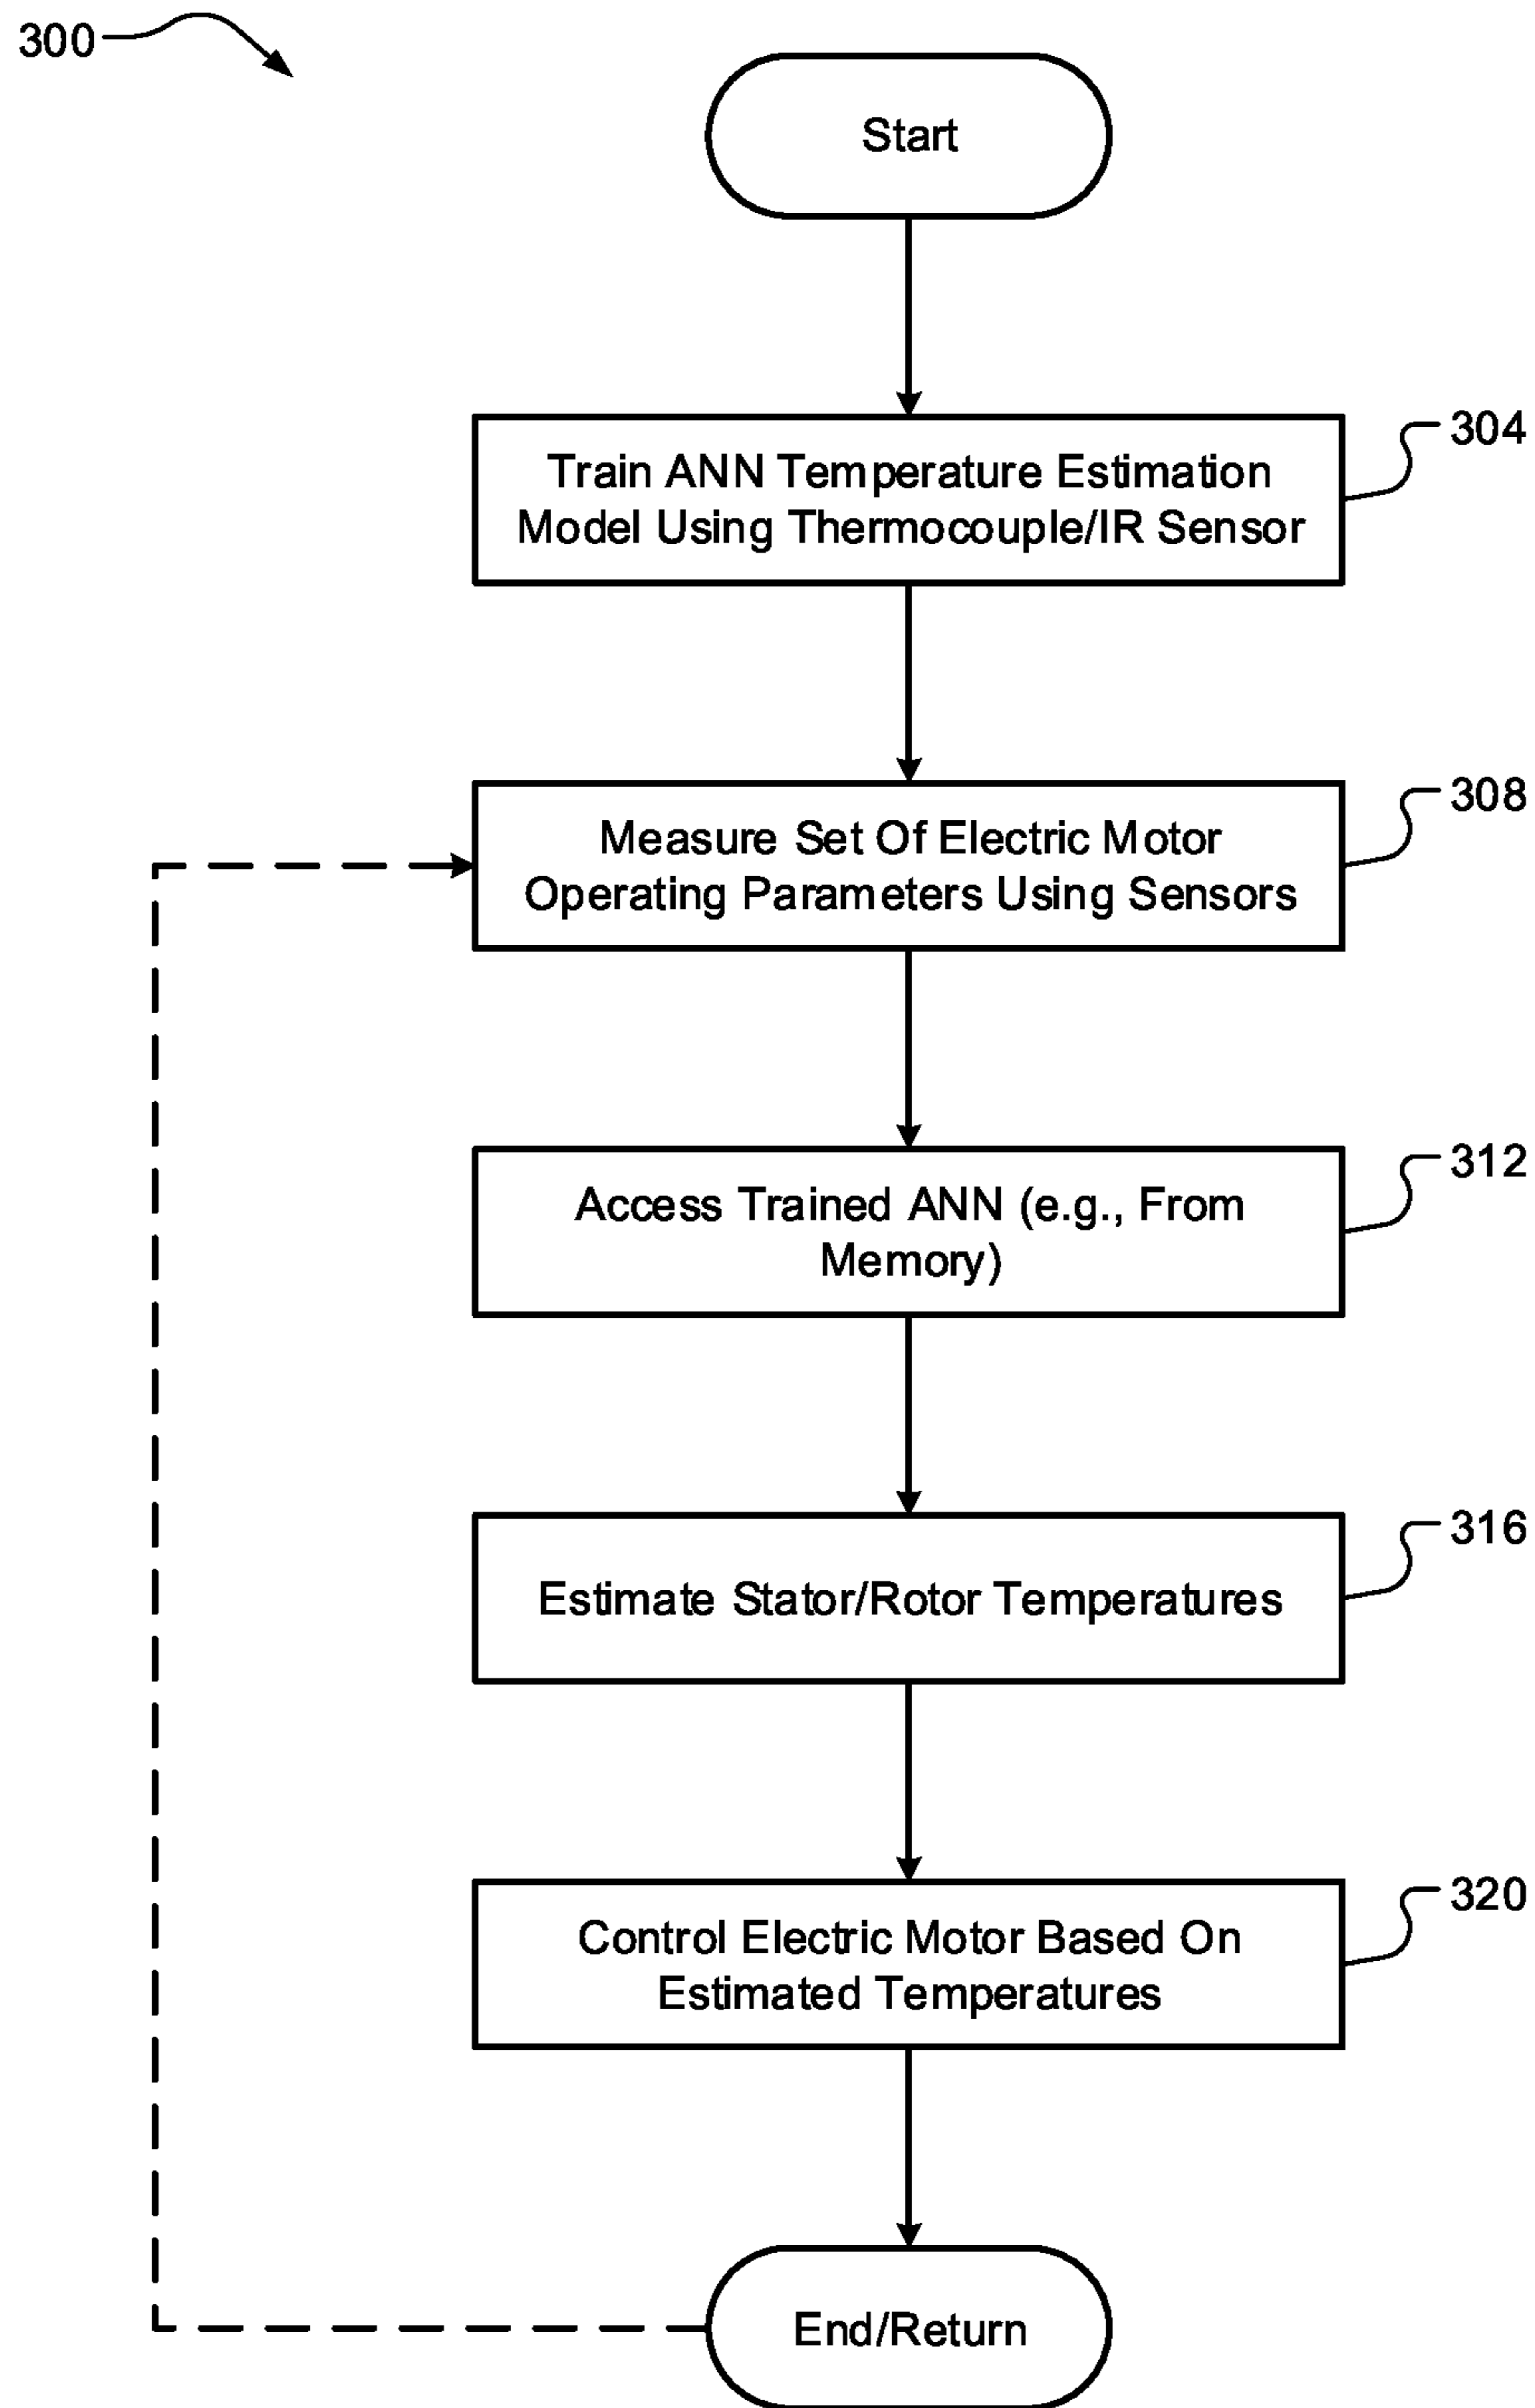 300
Start
Train ANN Temperature Estimation
Model Using Thermocouple/IR Sensor
304
Measure Set Of Electric Motor
Operating Parameters Using Sensors
308
Access Trained ANN (e.g., From
Memory)
312
Estimate Stator/Rotor Temperatures
316
Control Electric Motor Based On
Estimated Temperatures
320
End/Return